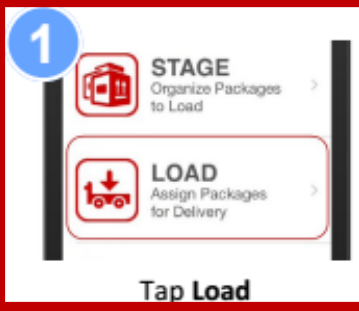 1
STAGE
Organize Packages
to Load
LOAD
Assign Packages
for Delivery
Tap Load